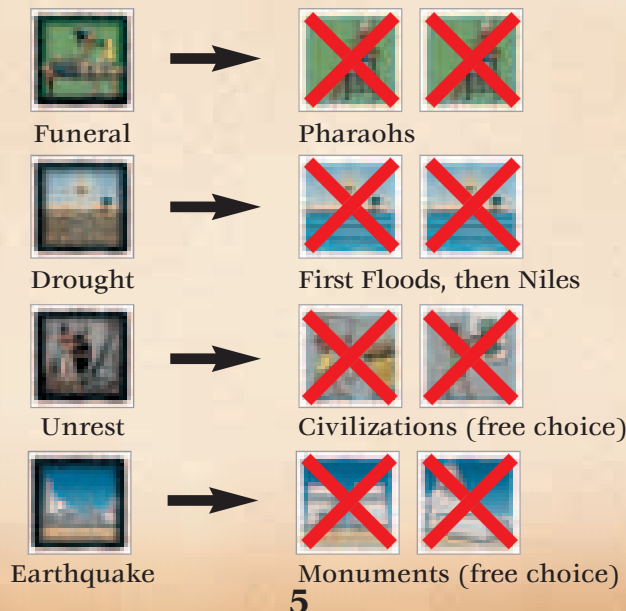 Funeral
Pharaohs
Drought
First Floods, then Niles
Unrest
Civilizations (free choice)
Earthquake
Monuments (free choice)
5